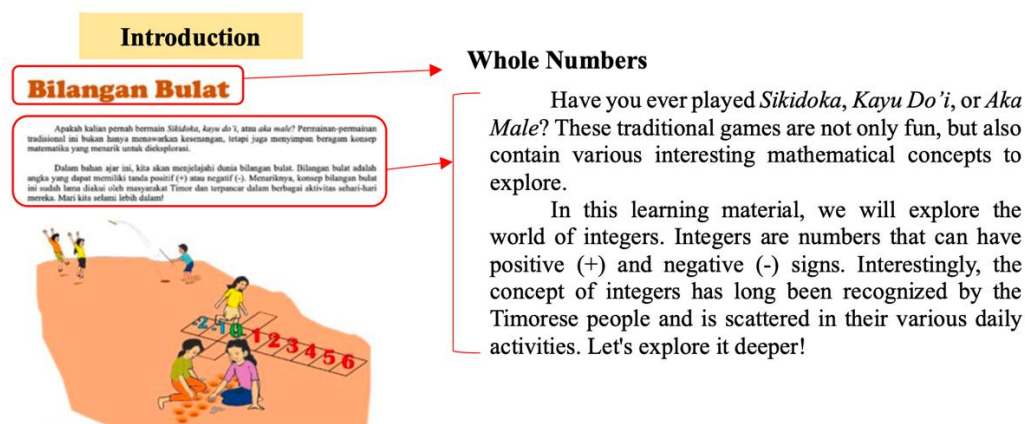 Introduction
Bilangan Bulat
Apakah kalian pernah bermain Sikidoka, kayu do'i, atau aka male? Permainan-permainan
tradisional ini bukan hanya menawarkan kesenangan, tetapi juga menyimpan beragam konsep
matematika yang menarik untuk dieksplorasi.
Dalam bahan ajar ini, kita akan menjelajahi dunia bilangan bulat. Bilangan bulat adalah
angka yang dapat memiliki tanda positif (+) atau negatif (-). Menariknya, konsep bilangan bulat
ini sudah lama diakui oleh masyarakat Timor dan terpancar dalam berbagai aktivitas sehari-hari
mereka. Mari kita selami lebih dalam!
-2 -1 0 1 2 3 4 5 6
Whole Numbers
Have you ever played Sikidoka, Kayu Do'i, or Aka
Male? These traditional games are not only fun, but also
contain various interesting mathematical concepts to
explore.
In this learning material, we will explore the
world of integers. Integers are numbers that can have
positive (+) and negative (-) signs. Interestingly, the
concept of integers has long been recognized by the
Timorese people and is scattered in their various daily
activities. Let's explore it deeper!